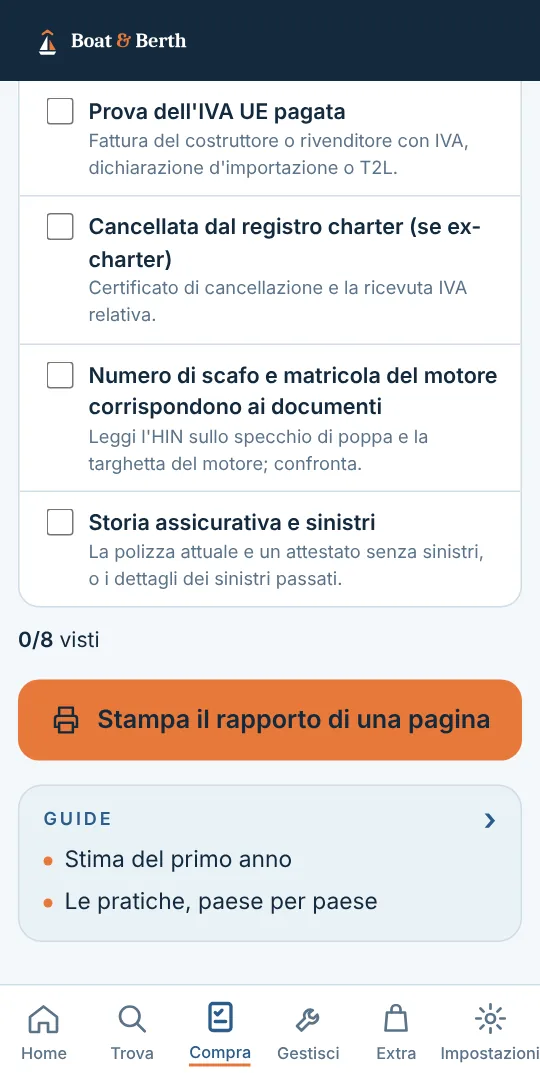 Boat & Berth
Prova dell'IVA UE pagata
Fattura del costruttore o rivenditore con IVA,
dichiarazione d'importazione o T2L.
Cancellata dal registro charter (se ex-
charter)
Certificato di cancellazione e la ricevuta IVA
relativa.
Numero di scafo e matricola del motore
corrispondono ai documenti
Leggi l'HIN sullo specchio di poppa e la
targhetta del motore; confronta.
Storia assicurativa e sinistri
La polizza attuale e un attestato senza sinistri,
o i dettagli dei sinistri passati.
0/8 visti
Stampa il rapporto di una pagina
GUIDE
Stima del primo anno
Le pratiche, paese per paese
Home Trova Compra Gestisci Extra Impostazioni